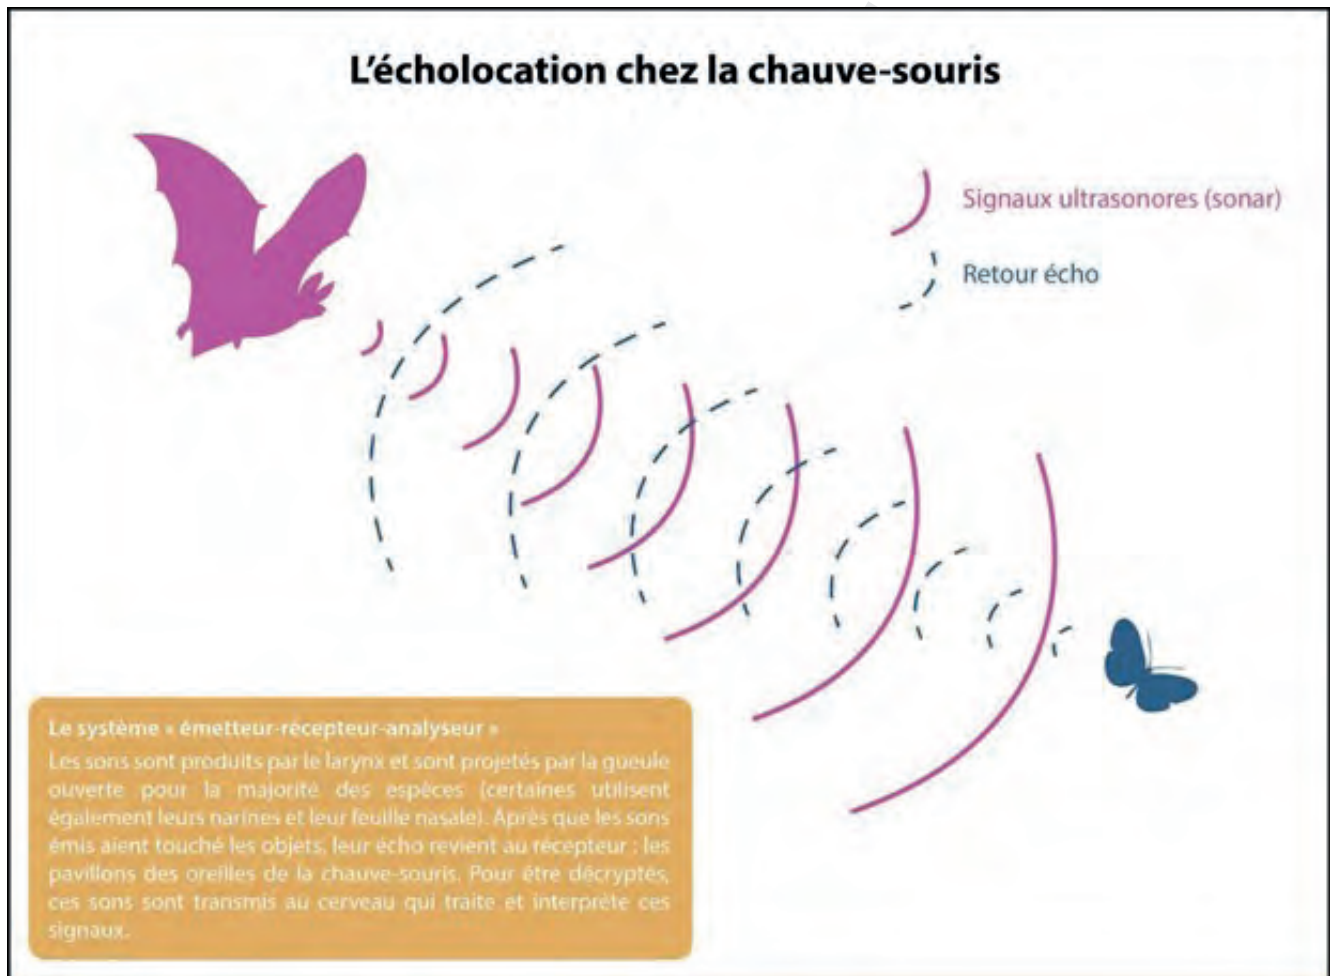 L'écholocation chez la chauve-souris
Signaux ultrasonores (sonar)
Retour écho
Le système « émetteur-récepteur-analyseur »
Les sons sont produits par le larynx et sont projetés par la gueule
ouverte pour la majorité des espèces (certaines utilisent
également leurs narines et leur feuille nasale). Après que les sons
émis aient touché les objets, leur écho revient au récepteur : les
pavillons des oreilles de la chauve-souris. Pour être décryptés,
ces sons sont transmis au cerveau qui traite et interprète ces
signaux.